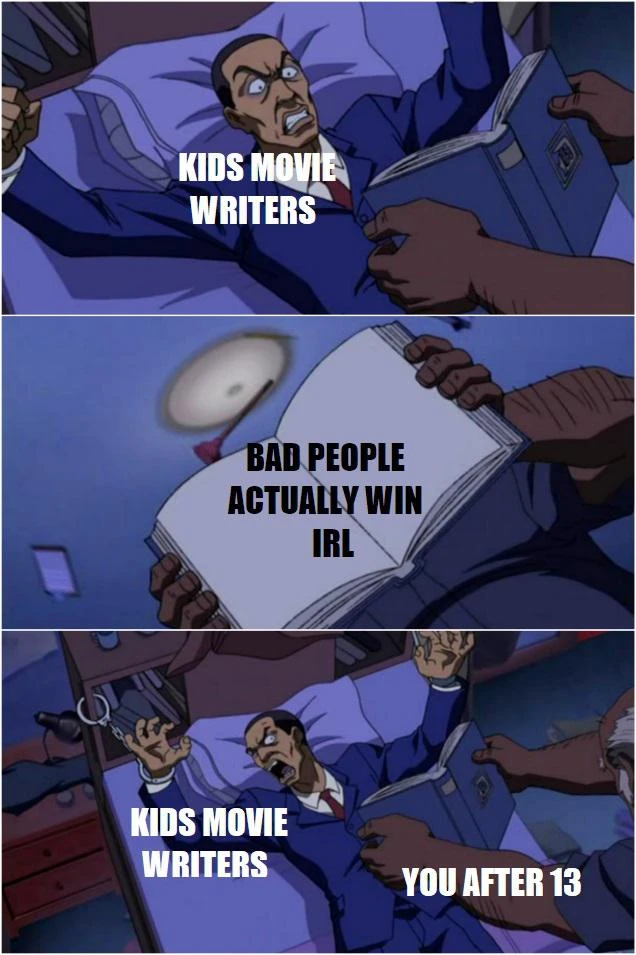 KIDS MOVIE
WRITERS
BAD PEOPLE
ACTUALLY WIN
IRL
KIDS MOVIE
WRITERS
YOU AFTER 13